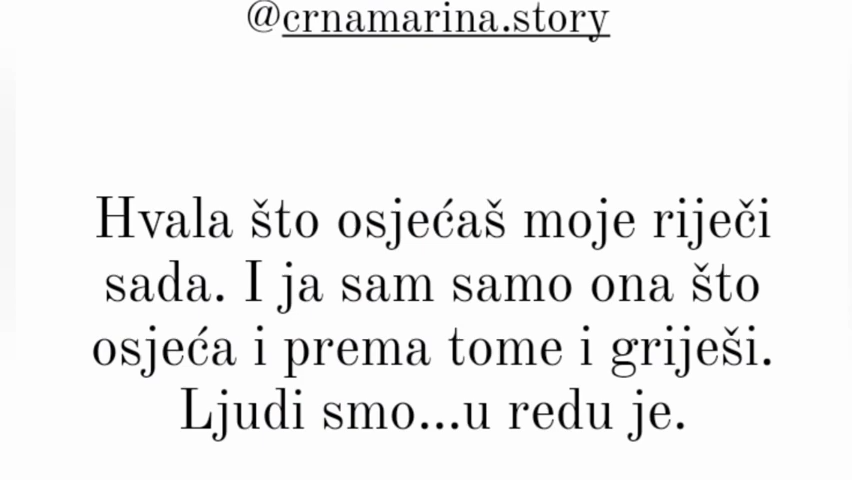 @crnamarina.story
Hvala što osjećaš moje riječi
sada. I ja sam samo ona što
osjeća i prema tome i griješi.
Ljudi smo...u redu je.